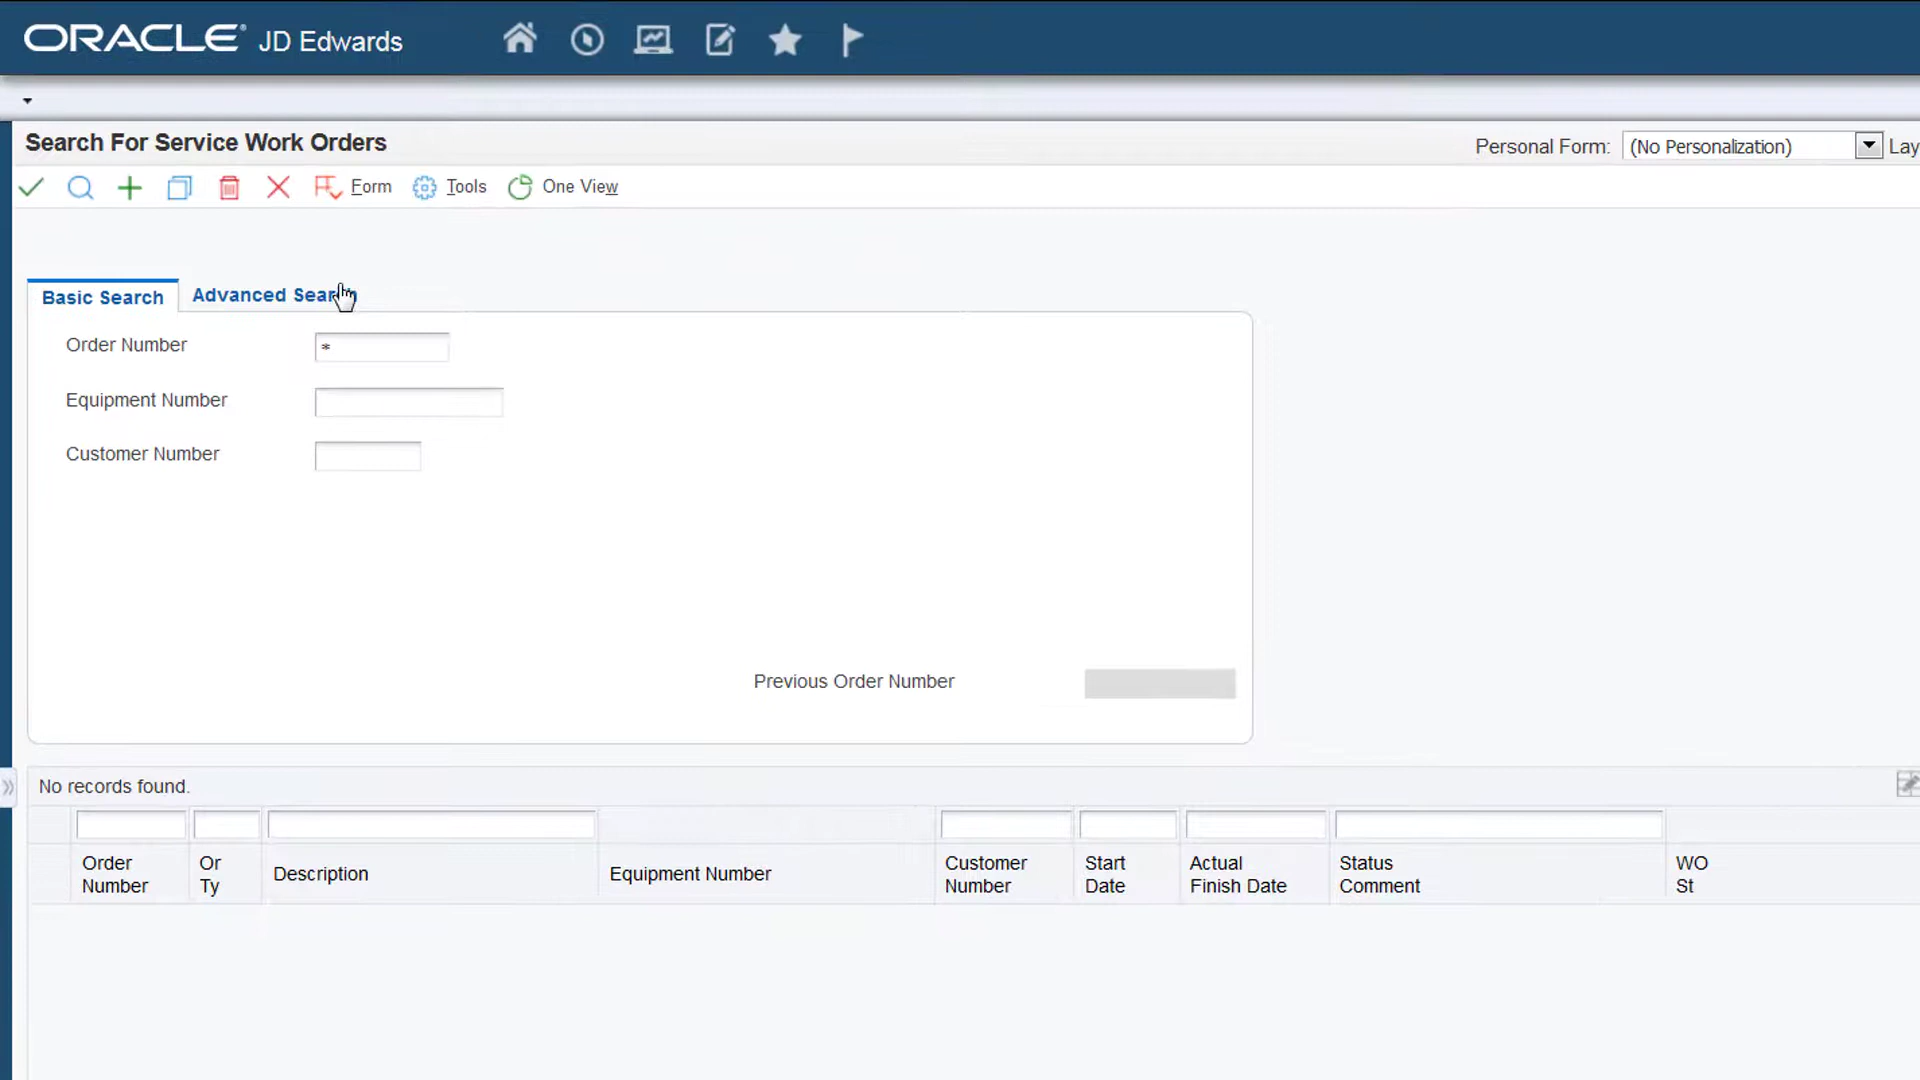 ORACLE® JD Edwards
Search For Service Work Orders
Personal Form: (No Personalization) Lay
Form Tools One View
Basic Search Advanced Search
Order Number *
Equipment Number
Customer Number
Previous Order Number
No records found.
Order Number
Or Ty
Description
Equipment Number
Customer Number
Start Date
Actual Finish Date
Status Comment
WO St